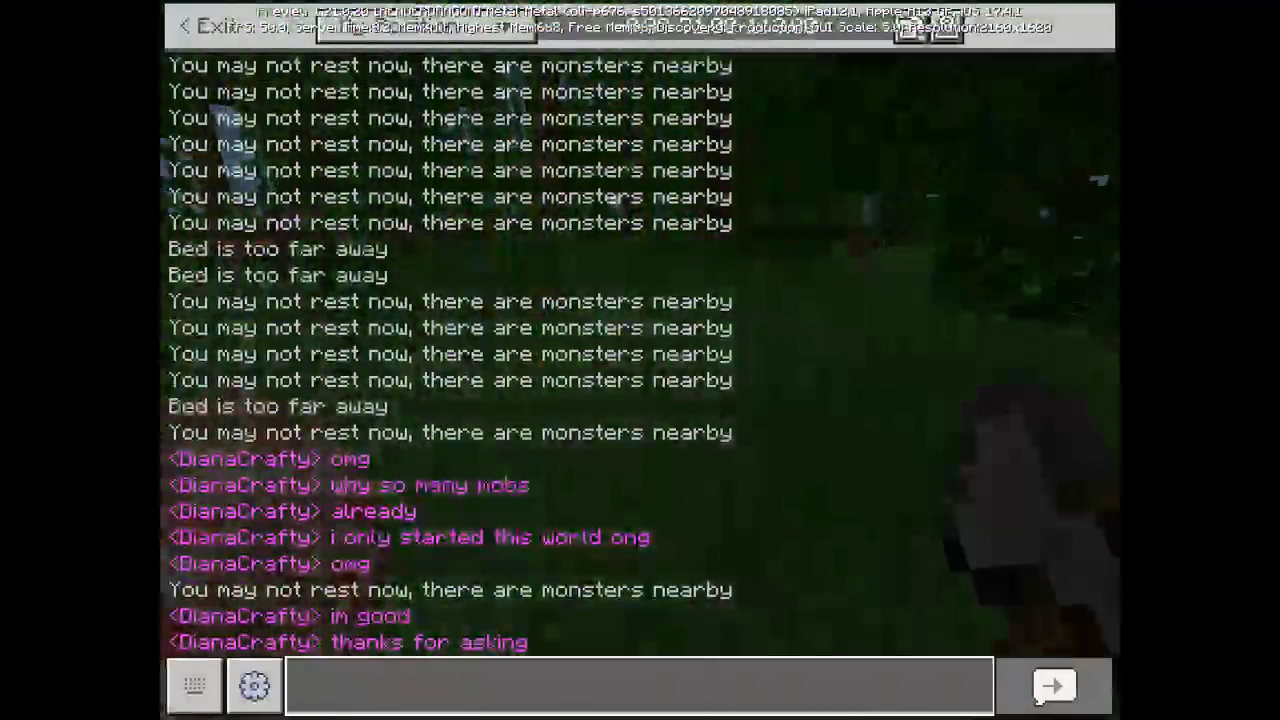 Exit
You may not rest now, there are monsters nearby
You may not rest now, there are monsters nearby
You may not rest now, there are monsters nearby
You may not rest now, there are monsters nearby
You may not rest now, there are monsters nearby
You may not rest now, there are monsters nearby
You may not rest now, there are monsters nearby
Bed is too far away
Bed is too far away
You may not rest now, there are monsters nearby
You may not rest now, there are monsters nearby
You may not rest now, there are monsters nearby
You may not rest now, there are monsters nearby
Bed is too far away
You may not rest now, there are monsters nearby
<DianaCrafty> omg
<DianaCrafty> why so many mobs
<DianaCrafty> already
<DianaCrafty> i only started this world ong
<DianaCrafty> omg
You may not rest now, there are monsters nearby
<DianaCrafty> im good
<DianaCrafty> thanks for asking